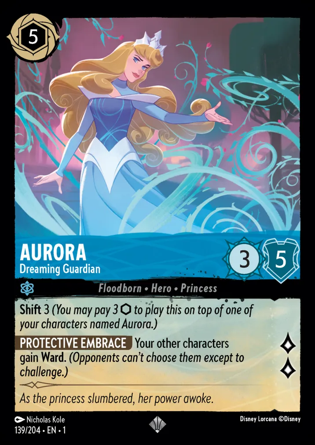 5
AURORA
Dreaming Guardian
3 5
Floodborn • Hero • Princess
Shift 3 (You may pay 3 ⬡ to play this on top of one of
your characters named Aurora.)
PROTECTIVE EMBRACE Your other characters
gain Ward. (Opponents can't choose them except to
challenge.)
As the princess slumbered, her power awoke.
Nicholas Kole
139/204 • EN • 1
Disney Lorcana ©Disney